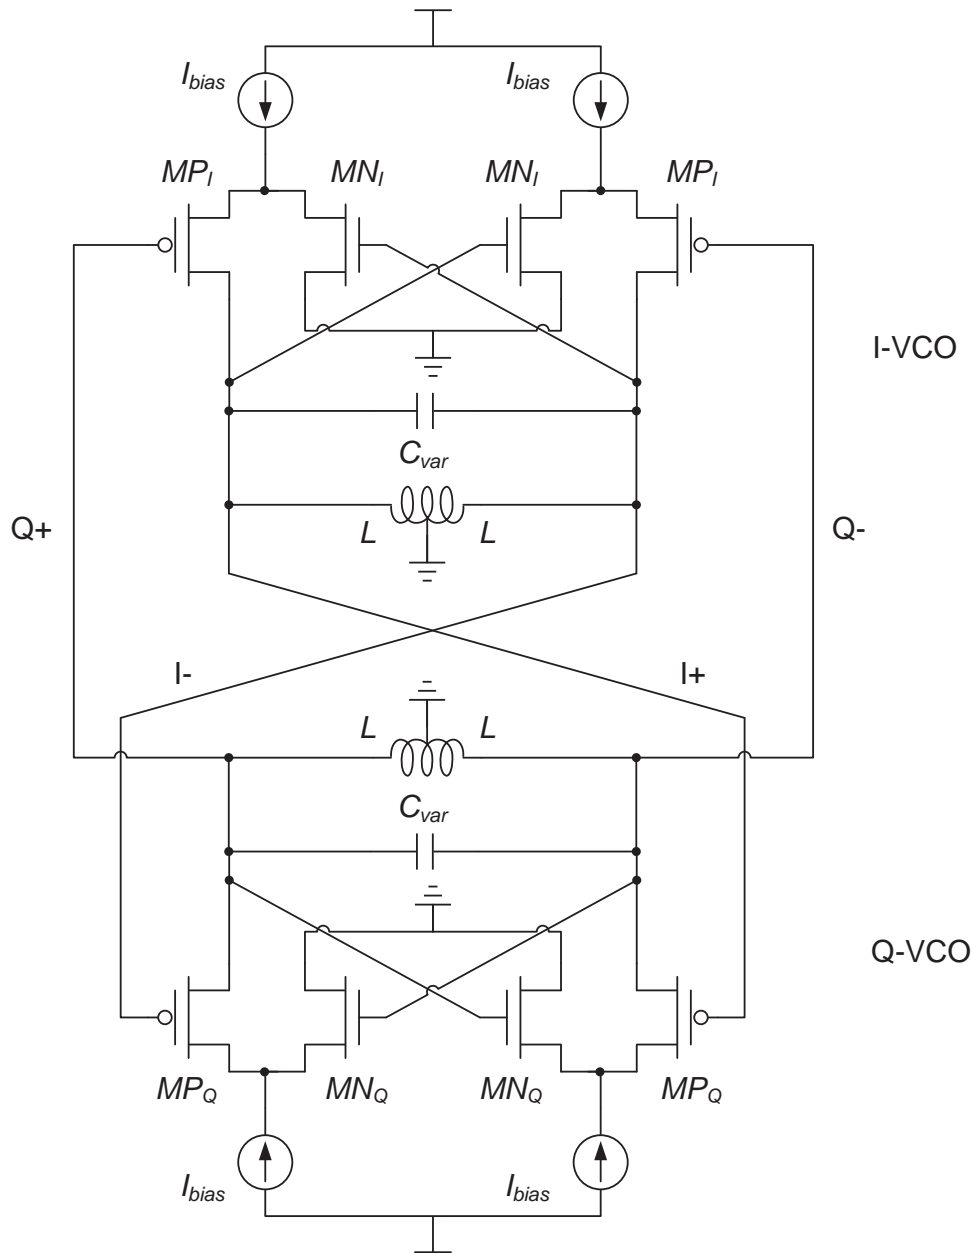 Ibias Ibias
MPI MNI MNI MPI
I-VCO
Cvar
Q+ L L Q-
I- I+
L L
Cvar
Q-VCO
MPQ MNQ MNQ MPQ
Ibias Ibias